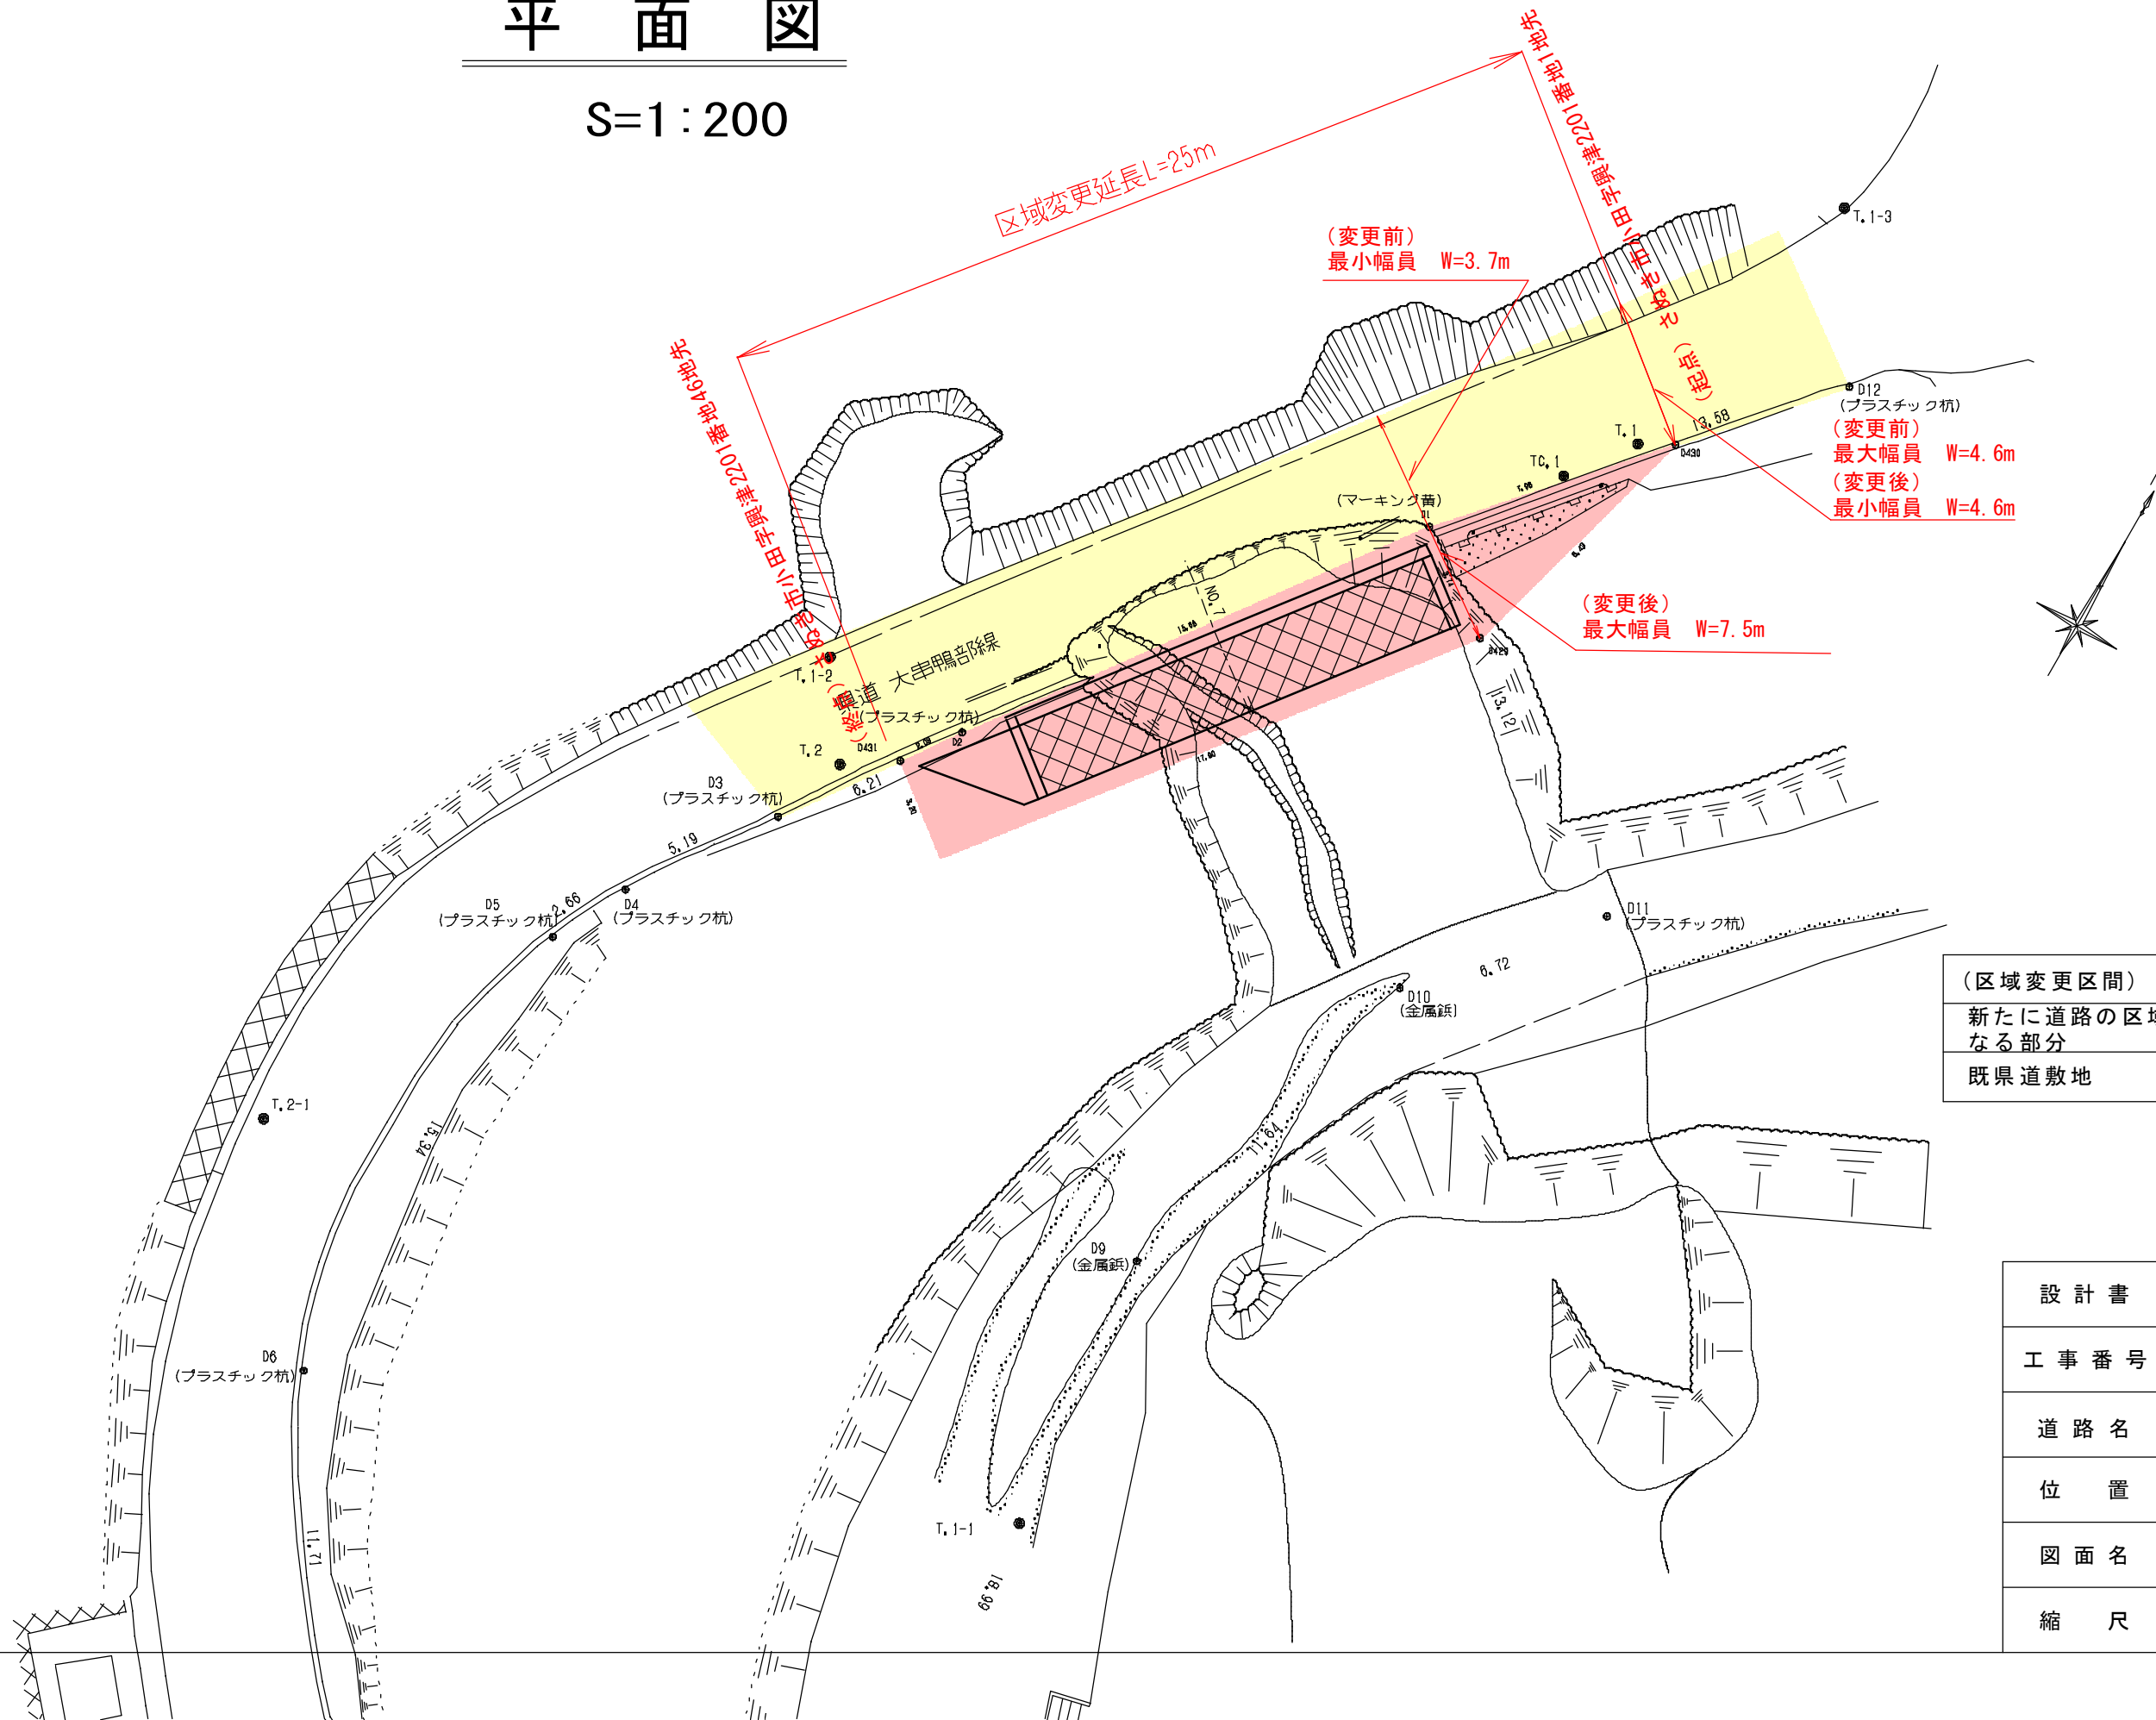 平 面 図
S=1:200
区域変更延長L=25m
さぬき市小田字興津2201番地1地先
(起点)
さぬき市小田字興津2201番地46地先
(終点)
(変更前)
最小幅員 W=3.7m
(変更前)
最大幅員 W=4.6m
(変更後)
最小幅員 W=4.6m
(変更後)
最大幅員 W=7.5m
T.1-3
D12
(プラスチック杭)
13.58
T.1
D430
TC.1
(マーキング黄)
D1
NO.7
D429
13.12
県道 大串鴨部線
T.1-2
(プラスチック杭)
D2
T.2
D431
6.21
D3
(プラスチック杭)
5.19
D5
(プラスチック杭)
2.66
D4
(プラスチック杭)
D11
(プラスチック杭)
6.72
D10
(金属鋲)
11.64
D9
(金属鋲)
T.2-1
15.34
D6
(プラスチック杭)
11.71
T.1-1
18.99
(区域変更区間)
新たに道路の区域
なる部分
既県道敷地
設計書
工事番号
道路名
位 置
図面名
縮 尺